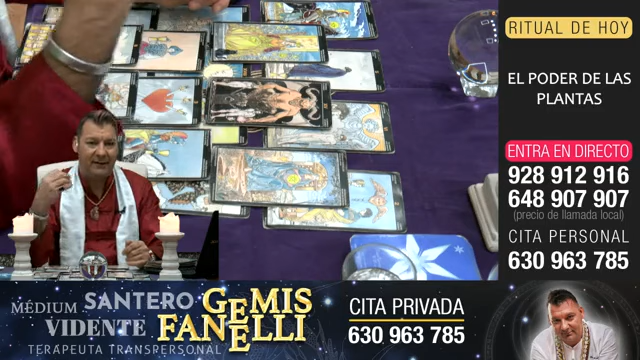 RITUAL DE HOY
EL PODER DE LAS
PLANTAS
ENTRA EN DIRECTO
928 912 916
648 907 907
(precio de llamada local)
CITA PERSONAL
630 963 785
MÉDIUM SANTERO
VIDENTE
TERAPEUTA TRANSPERSONAL
GEMIS
FANELLI
CITA PRIVADA
630 963 785